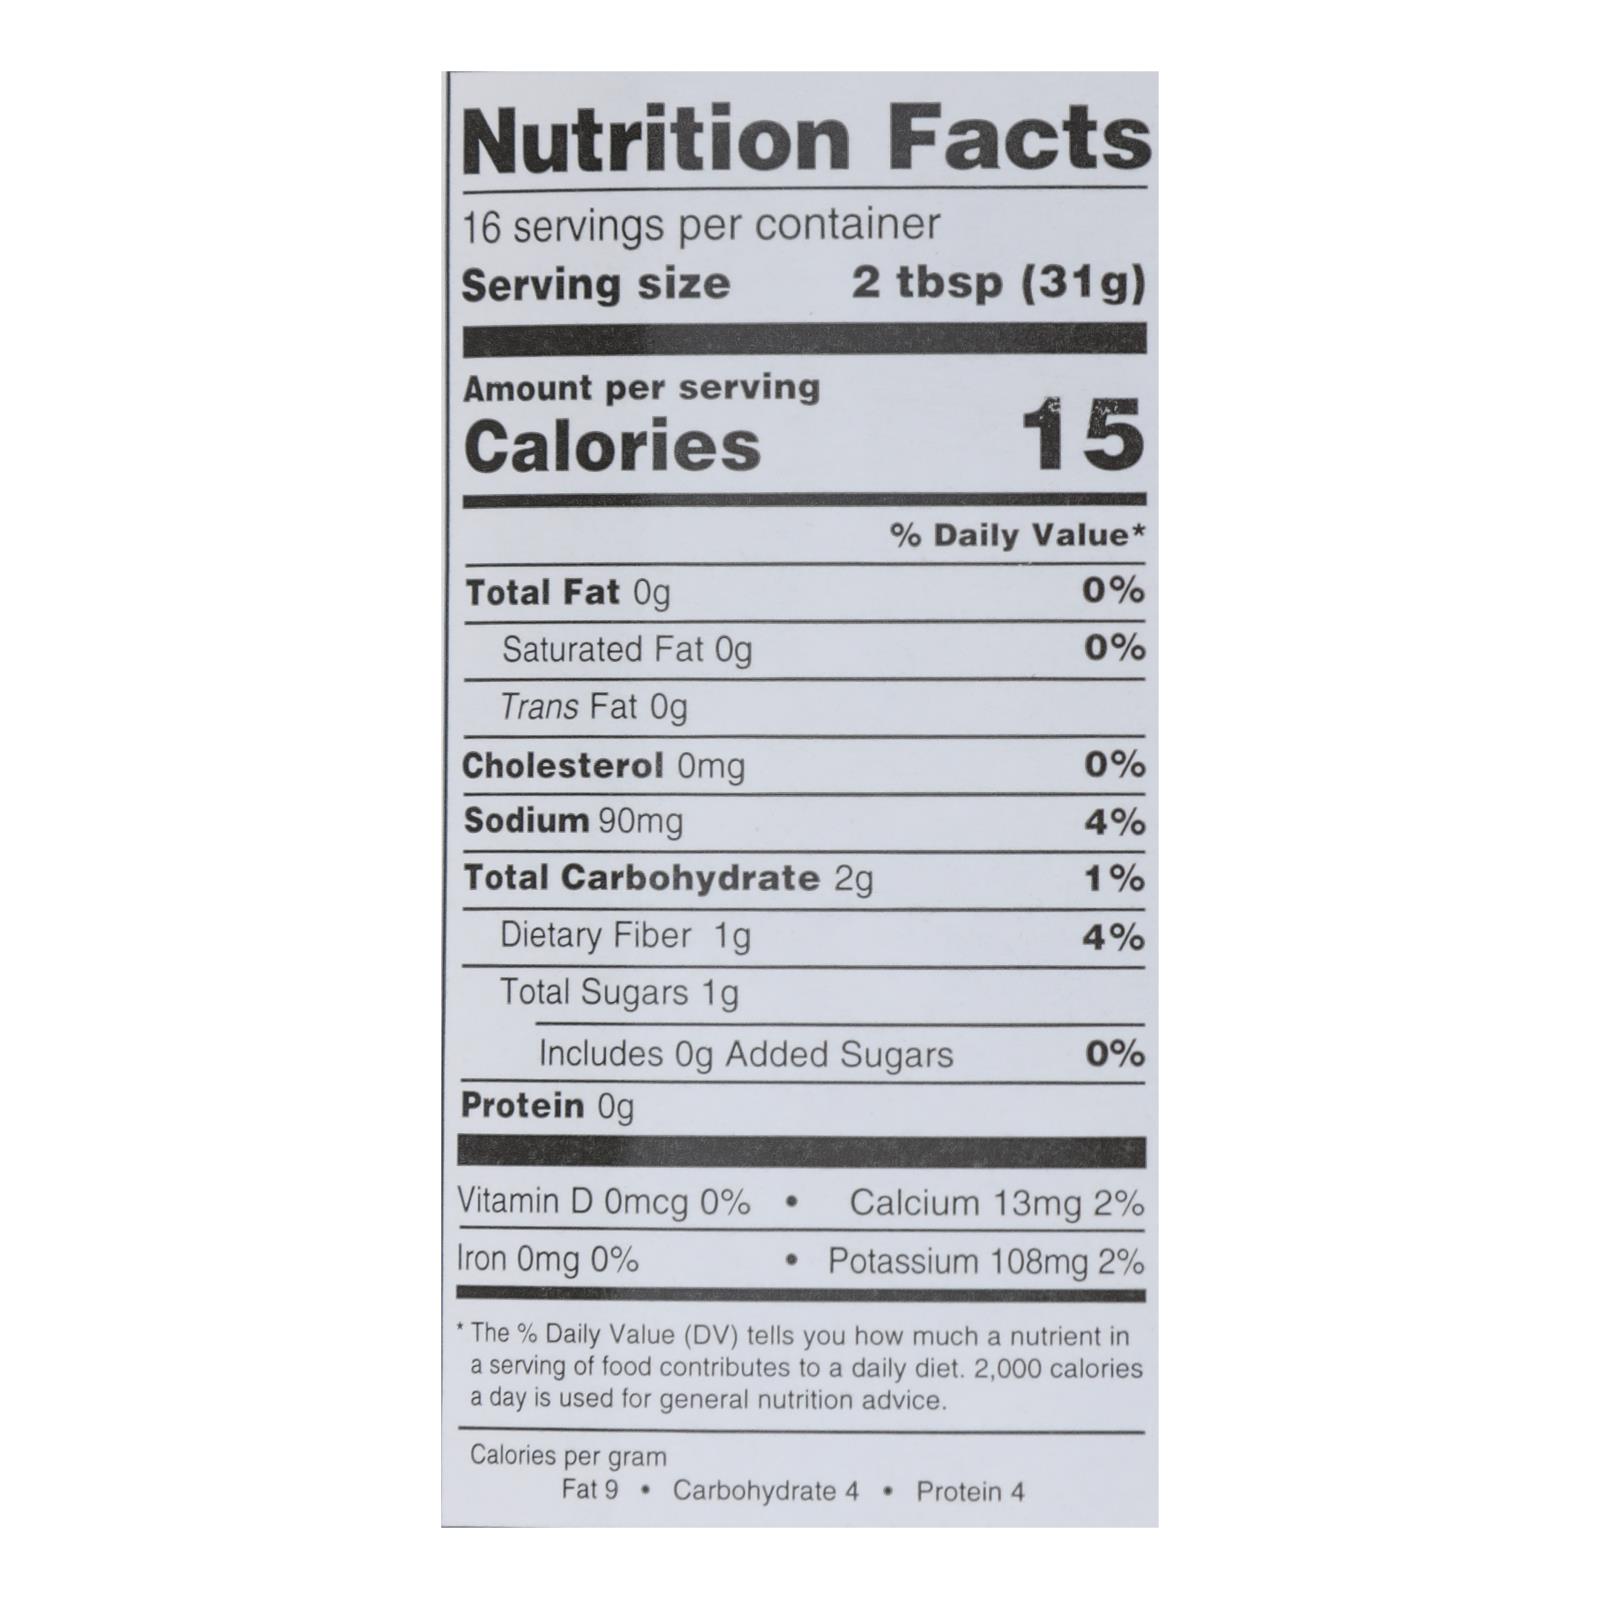 Nutrition Facts
16 servings per container
Serving size 2 tbsp (31g)
Amount per serving
Calories 15
% Daily Value*
Total Fat 0g 0%
Saturated Fat 0g 0%
Trans Fat 0g
Cholesterol 0mg 0%
Sodium 90mg 4%
Total Carbohydrate 2g 1%
Dietary Fiber 1g 4%
Total Sugars 1g
Includes 0g Added Sugars 0%
Protein 0g
Vitamin D 0mcg 0% • Calcium 13mg 2%
Iron 0mg 0% • Potassium 108mg 2%
* The % Daily Value (DV) tells you how much a nutrient in
a serving of food contributes to a daily diet. 2,000 calories
a day is used for general nutrition advice.
Calories per gram
Fat 9 • Carbohydrate 4 • Protein 4